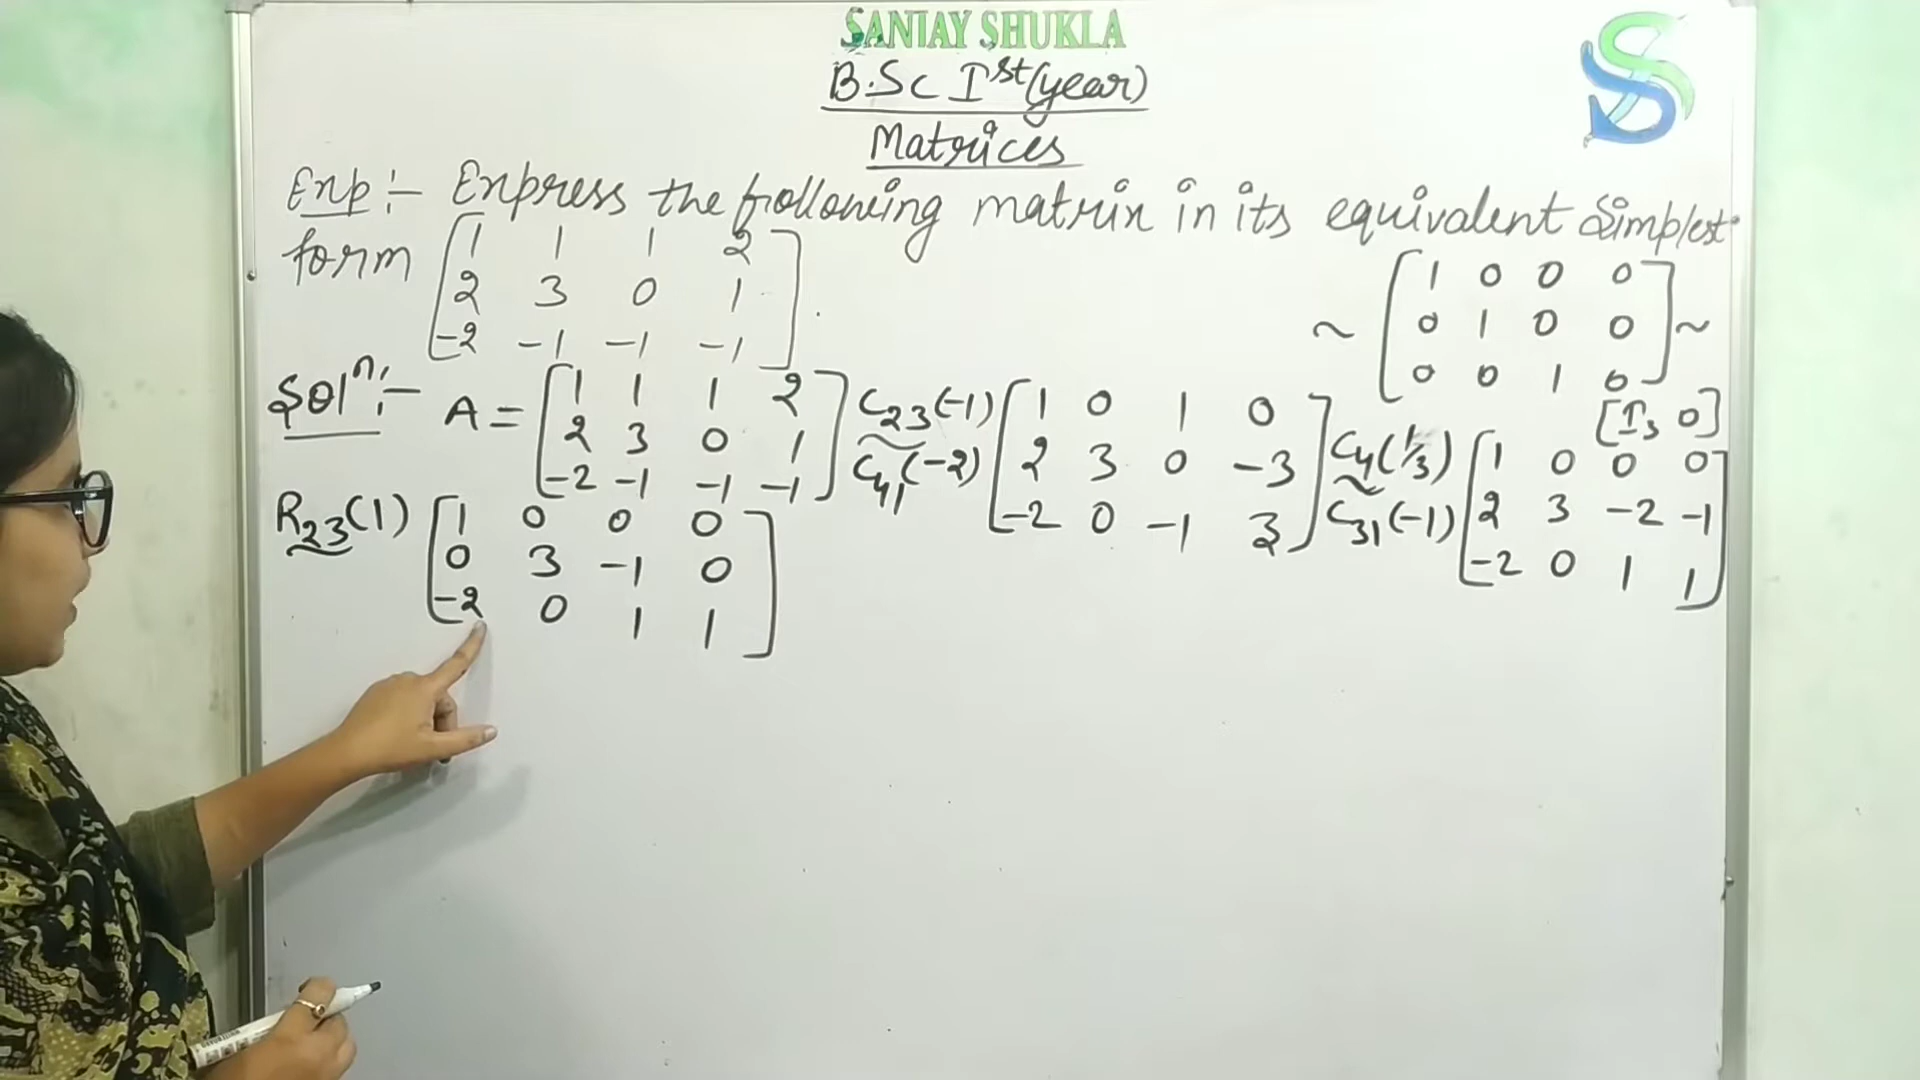 SANJAY SHUKLA
B.Sc Ist (year)
Matrices
Exp :- Express the following matrix in its equivalent Simplest
form [1 1 1 2
2 3 0 1
-2 -1 -1 -1] .
~ [1 0 0 0
0 1 0 0
0 0 1 0] ~
[I3 0]
Soln :- A = [1 1 1 2
2 3 0 1
-2 -1 -1 -1]
C23(-1)
~
C41(-2)
[1 0 1 0
2 3 0 -3
-2 0 -1 3]
C4(1/3)
~
C31(-1)
[1 0 0 0
2 3 -2 -1
-2 0 1 1]
R23(1)
~
[1 0 0 0
0 3 -1 0
-2 0 1 1]